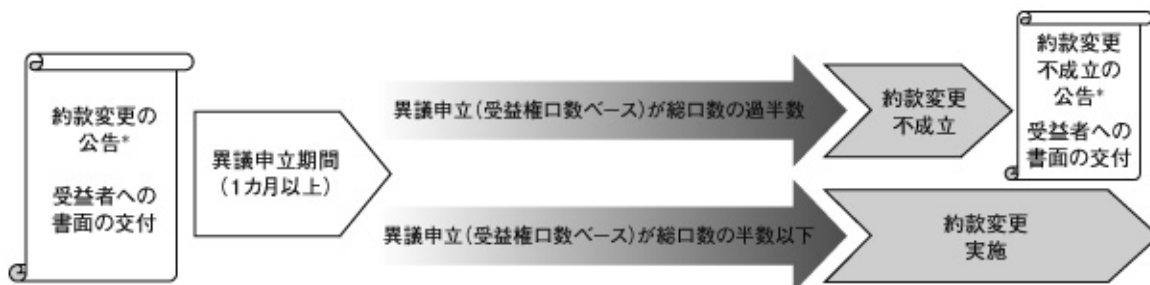 約款変更の
公告*
受益者への
書面の交付
異議申立期間
(1カ月以上)
異議申立(受益権口数ベース)が総口数の過半数
約款変更
不成立
約款変更
不成立の
公告*
受益者への
書面の交付
異議申立(受益権口数ベース)が総口数の半数以下
約款変更
実施